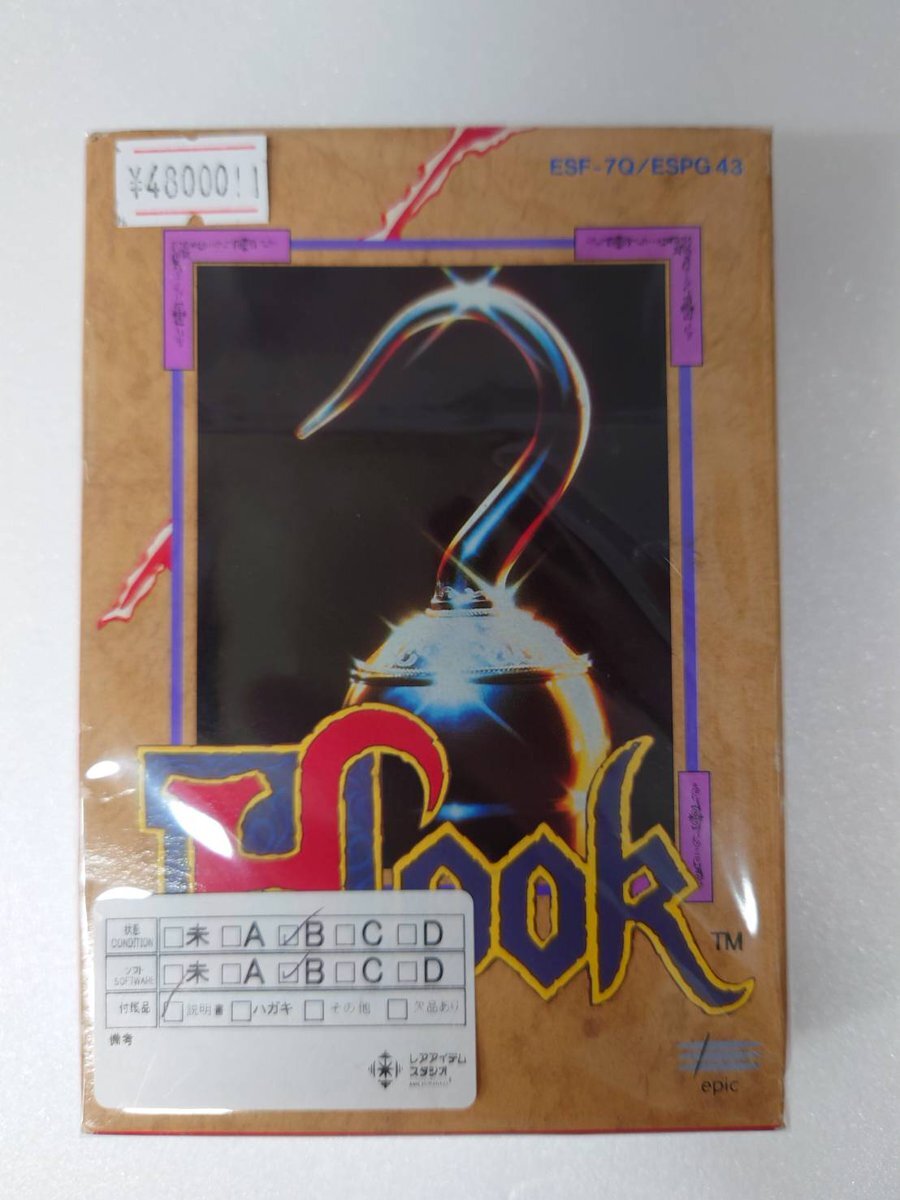 ¥48000!!
ESF-7Q/ESPG 43
Hook
TM
状態 CONDITION 未 A B C D
ソフト SOFTWARE 未 A B C D
付属品 説明書 ハガキ その他 欠品あり
備考
レアアイテム
スタジオ
epic